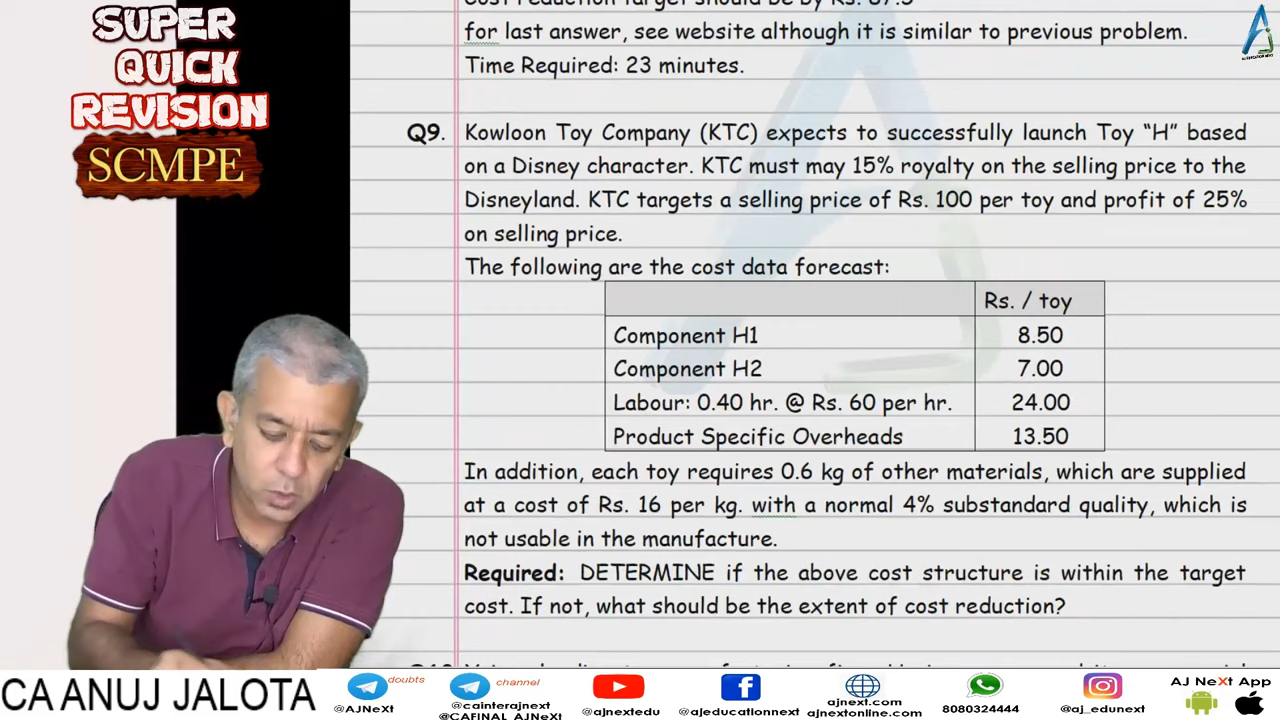 SUPER
QUICK
REVISION
SCMPE
for last answer, see website although it is similar to previous problem.
Time Required: 23 minutes.
Q9. Kowloon Toy Company (KTC) expects to successfully launch Toy “H” based
on a Disney character. KTC must may 15% royalty on the selling price to the
Disneyland. KTC targets a selling price of Rs. 100 per toy and profit of 25%
on selling price.
The following are the cost data forecast:
Rs. / toy
Component H1 8.50
Component H2 7.00
Labour: 0.40 hr. @ Rs. 60 per hr. 24.00
Product Specific Overheads 13.50
In addition, each toy requires 0.6 kg of other materials, which are supplied
at a cost of Rs. 16 per kg. with a normal 4% substandard quality, which is
not usable in the manufacture.
Required: DETERMINE if the above cost structure is within the target
cost. If not, what should be the extent of cost reduction?
CA ANUJ JALOTA
doubts
@AJNeXt
channel
@cainterajnext
@CAFINAL_AJNeXt
@ajnextedu
@ajeducationnext
ajnext.com
ajnextonline.com
8080324444
@aj_edunext
AJ NeXt App